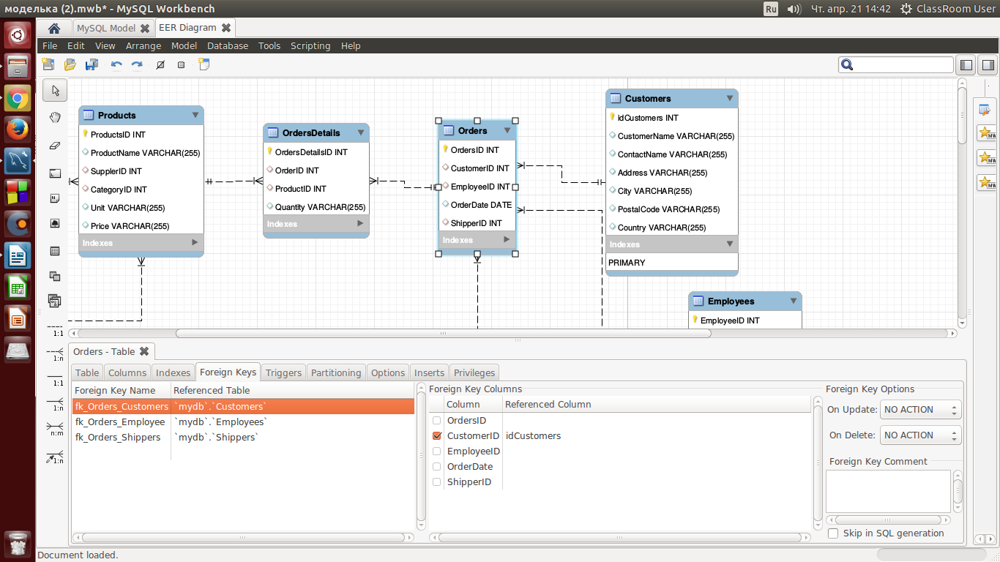 моделька (2).mwb* - MySQL Workbench
Ru
Чт. апр. 21 14:42
ClassRoom User
MySQL Model
EER Diagram
File Edit View Arrange Model Database Tools Scripting Help
Products
ProductsID INT
ProductName VARCHAR(255)
SupplerID INT
CategoryID INT
Unit VARCHAR(255)
Price VARCHAR(255)
Indexes
OrdersDetails
OrdersDetailsID INT
OrderID INT
ProductID INT
Quantity VARCHAR(255)
Indexes
Orders
OrdersID INT
CustomerID INT
EmployeeID INT
OrderDate DATE
ShipperID INT
Indexes
Customers
idCustomers INT
CustomerName VARCHAR(255)
ContactName VARCHAR(255)
Address VARCHAR(255)
City VARCHAR(255)
PostalCode VARCHAR(255)
Country VARCHAR(255)
Indexes
PRIMARY
Employees
EmployeeID INT
1:1
1:n
1:1
1:n
n:m
1:n
MW
MW
MW
Orders - Table
Table Columns Indexes Foreign Keys Triggers Partitioning Options Inserts Privileges
Foreign Key Name Referenced Table
fk_Orders_Customers `mydb`.`Customers`
fk_Orders_Employee `mydb`.`Employees`
fk_Orders_Shippers `mydb`.`Shippers`
Foreign Key Columns
Column Referenced Column
OrdersID
CustomerID idCustomers
EmployeeID
OrderDate
ShipperID
Foreign Key Options
On Update: NO ACTION
On Delete: NO ACTION
Foreign Key Comment
Skip in SQL generation
Document loaded.